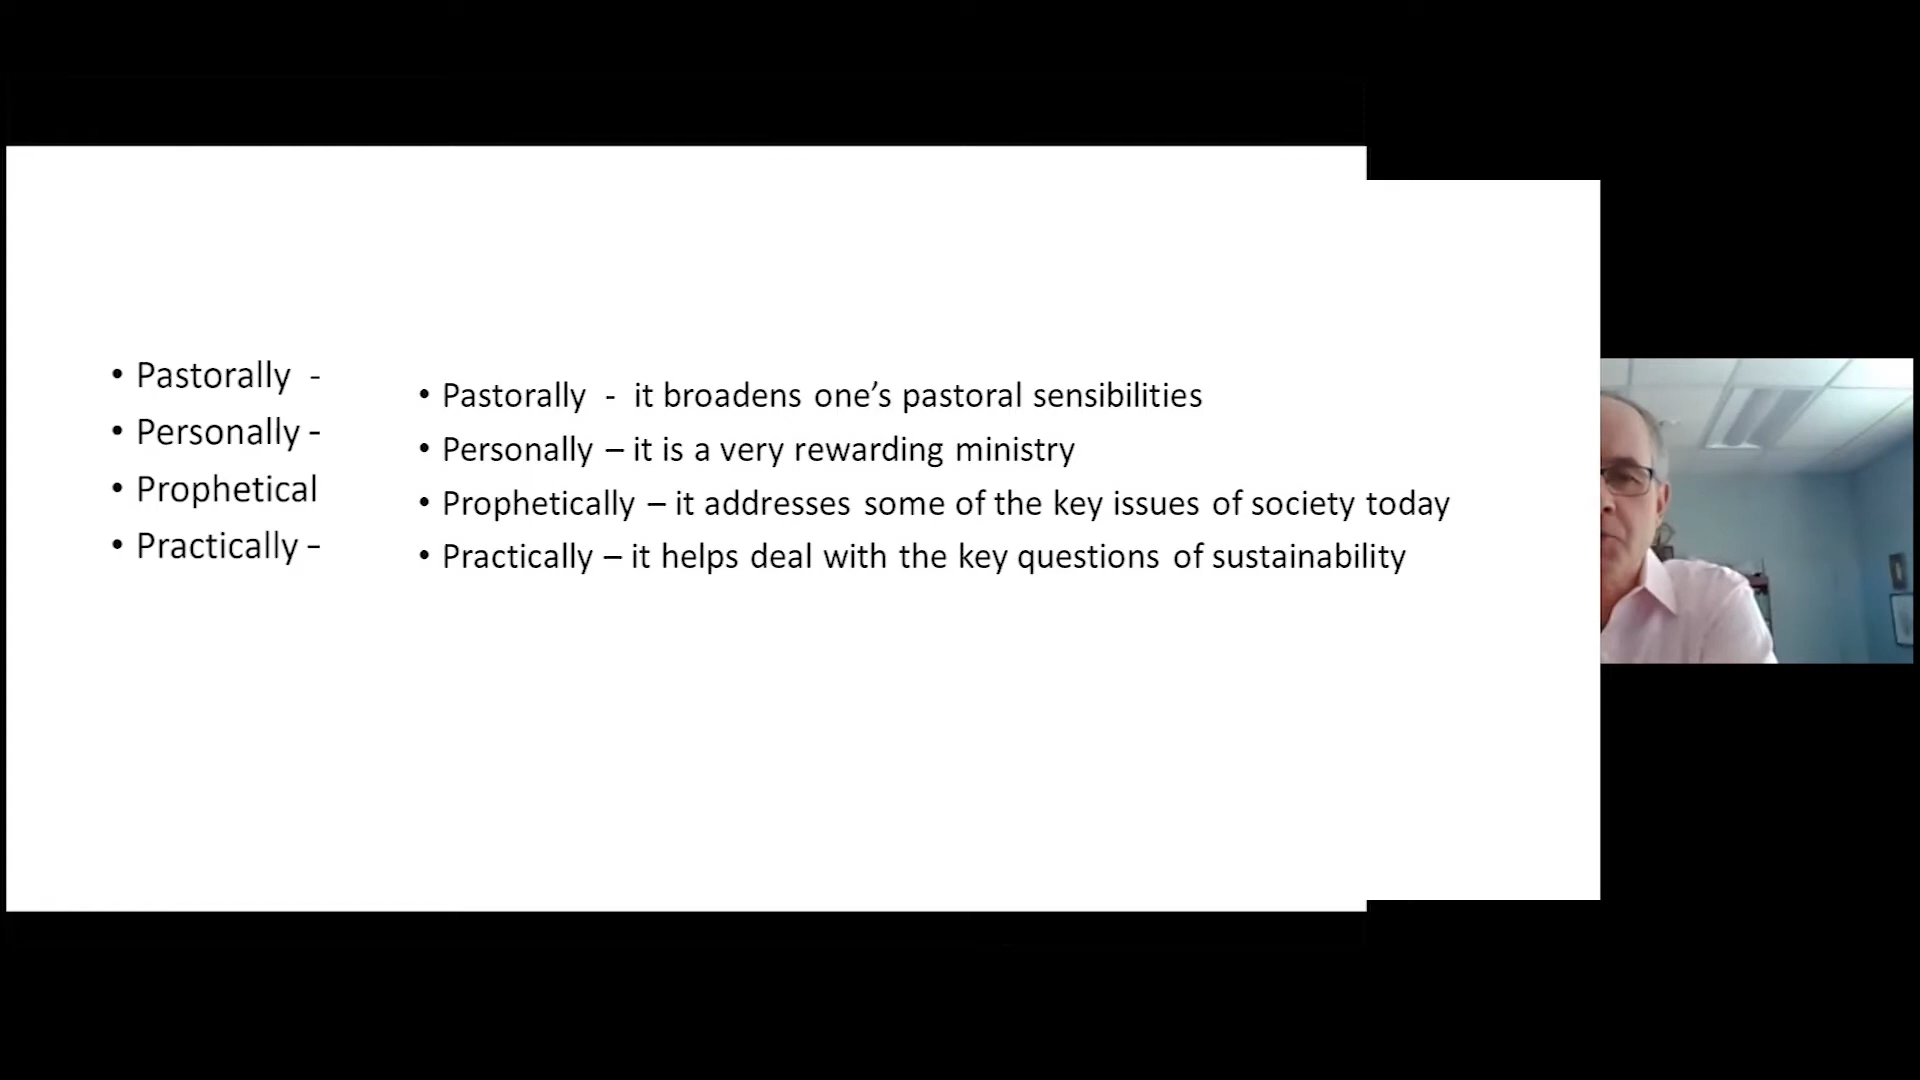 • Pastorally -
• Personally -
• Prophetical
• Practically -
• Pastorally - it broadens one’s pastoral sensibilities
• Personally – it is a very rewarding ministry
• Prophetically – it addresses some of the key issues of society today
• Practically – it helps deal with the key questions of sustainability